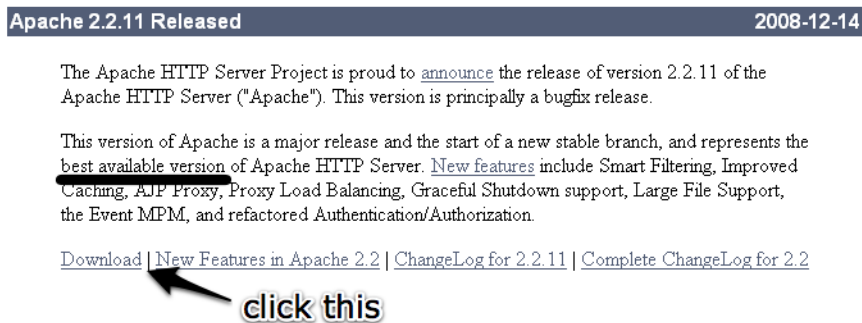 Apache 2.2.11 Released 2008-12-14
The Apache HTTP Server Project is proud to announce the release of version 2.2.11 of the
Apache HTTP Server ("Apache"). This version is principally a bugfix release.
This version of Apache is a major release and the start of a new stable branch, and represents the
best available version of Apache HTTP Server. New features include Smart Filtering, Improved
Caching, AJP Proxy, Proxy Load Balancing, Graceful Shutdown support, Large File Support,
the Event MPM, and refactored Authentication/Authorization.
Download | New Features in Apache 2.2 | ChangeLog for 2.2.11 | Complete ChangeLog for 2.2
click this